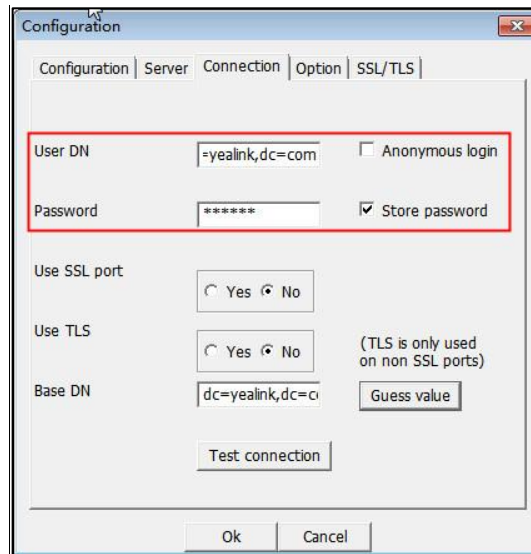 Configuration
Configuration Server Connection Option SSL/TLS
User DN =yealink,dc=com Anonymous login
Password ****** Store password
Use SSL port
Yes No
Use TLS
Yes No (TLS is only used
on non SSL ports)
Base DN dc=yealink,dc=c Guess value
Test connection
Ok Cancel